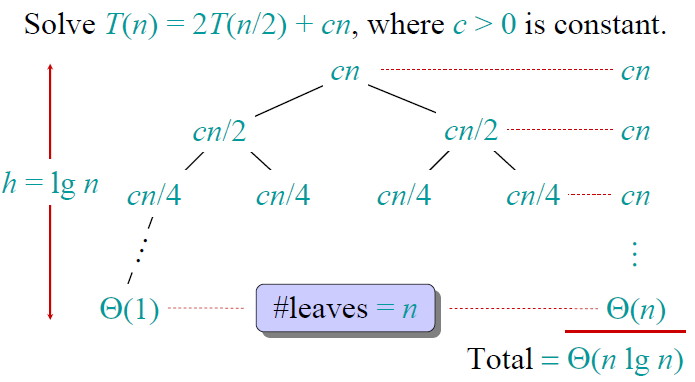 Solve T(n) = 2T(n/2) + cn, where c > 0 is constant.
cn cn
cn/2 cn/2 cn
h = lg n cn/4 cn/4 cn/4 cn/4 cn
⋮ ⋮
Θ(1) #leaves = n Θ(n)
Total = Θ(n lg n)